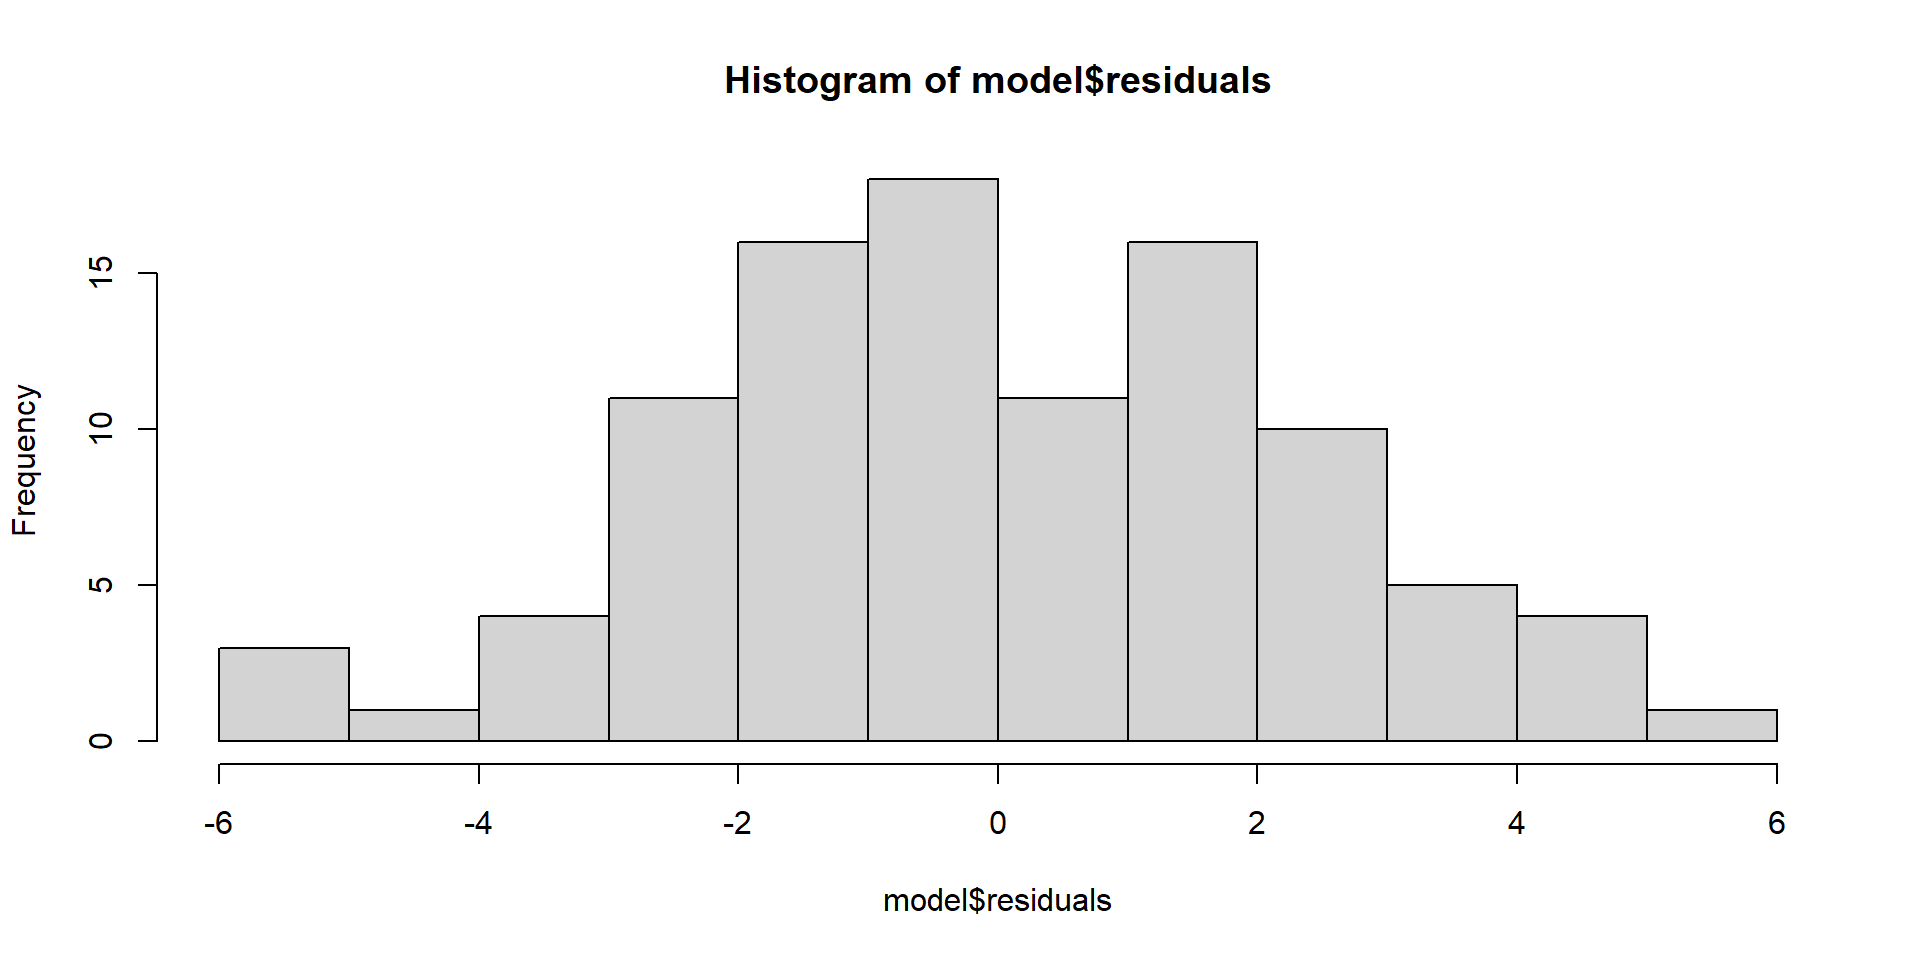 Histogram of model$residuals
Frequency
15
10
5
0
-6 -4 -2 0 2 4 6
model$residuals